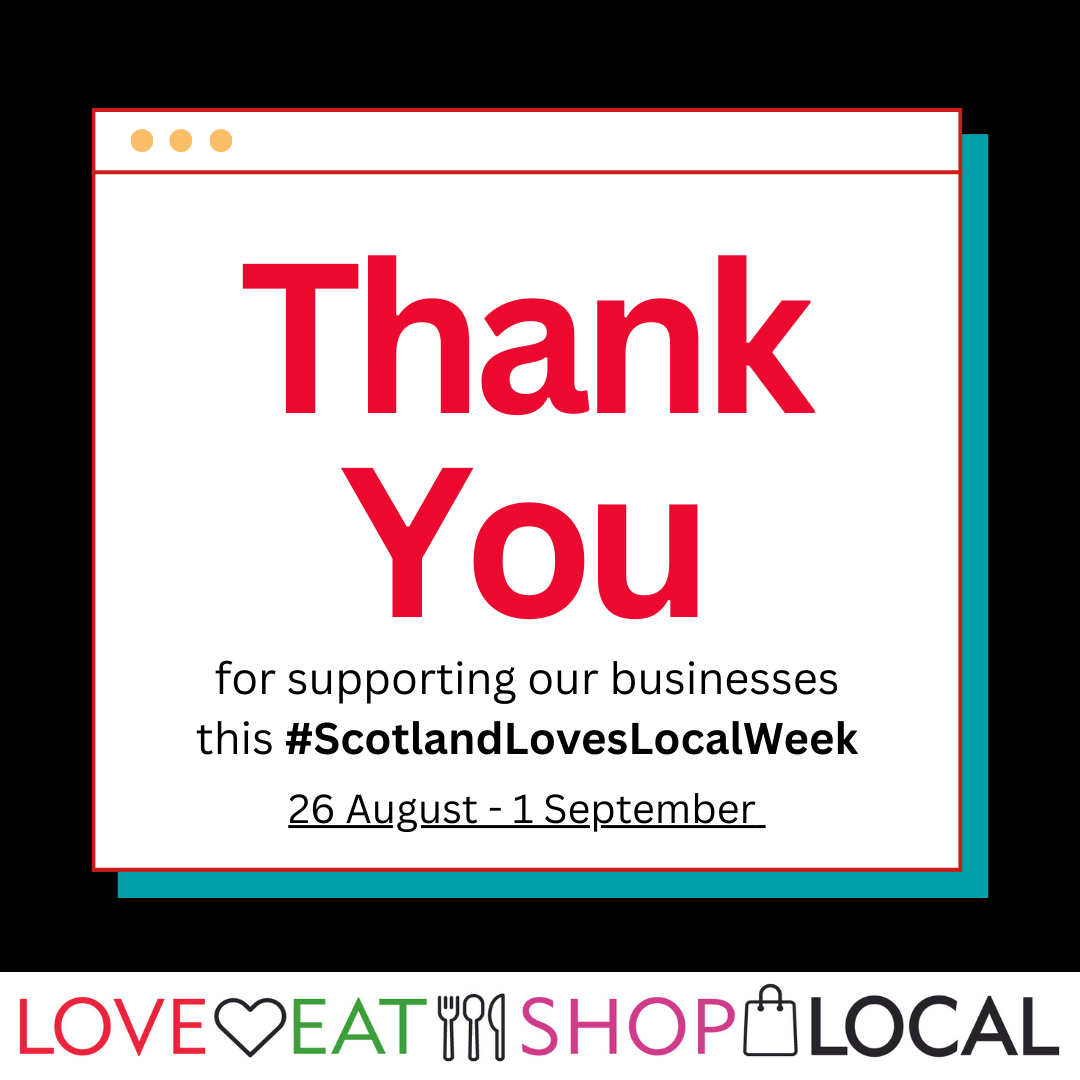 Thank
You
for supporting our businesses
this #ScotlandLovesLocalWeek
26 August - 1 September
LOVE EAT SHOP LOCAL